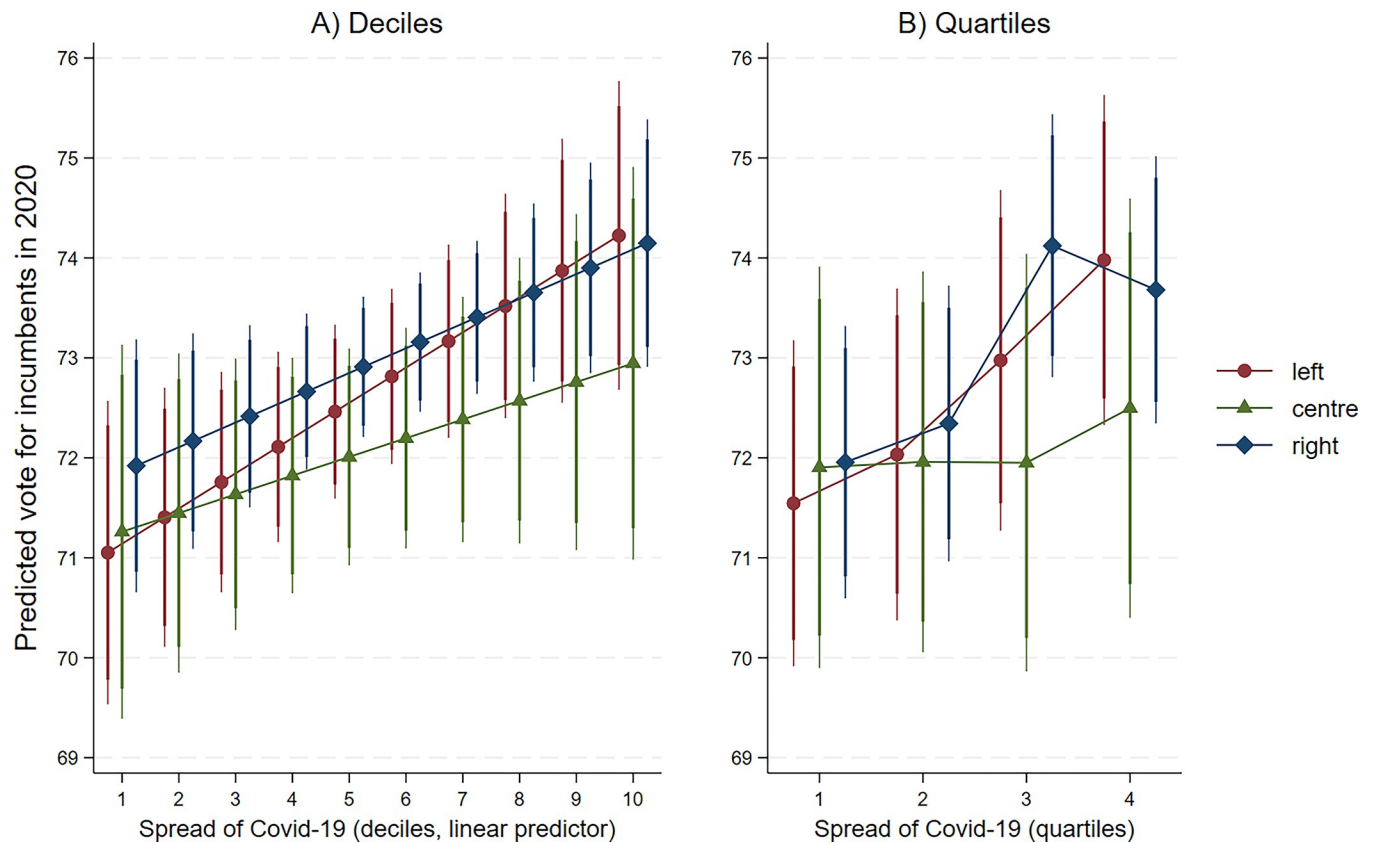 A) Deciles
B) Quartiles
Predicted vote for incumbents in 2020
76
75
74
73
72
71
70
69
1 2 3 4 5 6 7 8 9 10
Spread of Covid-19 (deciles, linear predictor)
76
75
74
73
72
71
70
69
1 2 3 4
Spread of Covid-19 (quartiles)
left
centre
right